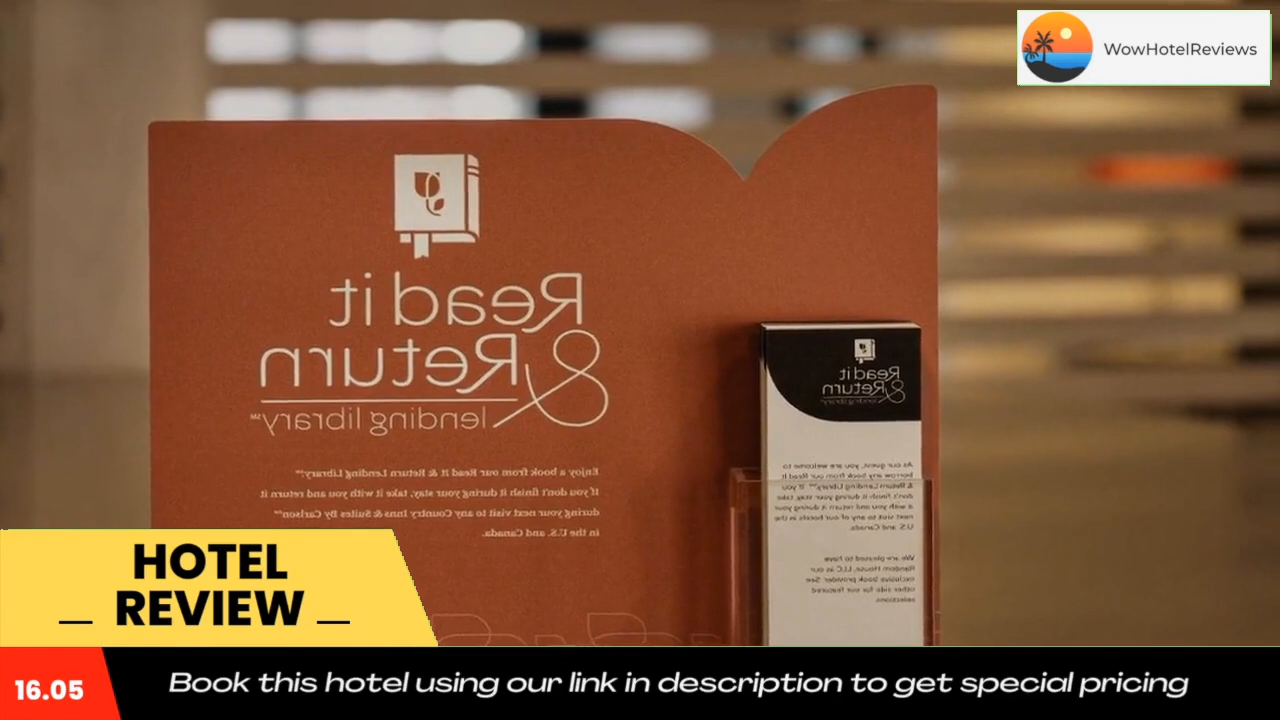 WowHotelReviews
Read it
& Return
lending library℠
Enjoy a book from our Read It & Return Lending Library.℠
If you don't finish it during your stay, take it with you and return it
during your next visit to any Country Inns & Suites By Carlson℠
in the U.S. and Canada.
Read it
& Return
lending library
As our guest, you are welcome to
borrow any book from our Read It
& Return Lending Library.℠ If you
don't finish it during your stay, take
it with you and return it during your
next visit to any of our hotels in the
U.S. and Canada.
We are pleased to have
Random House, LLC as our
exclusive book provider. See
other side for our featured
selections.
HOTEL
REVIEW
16.05
Book this hotel using our link in description to get special pricing